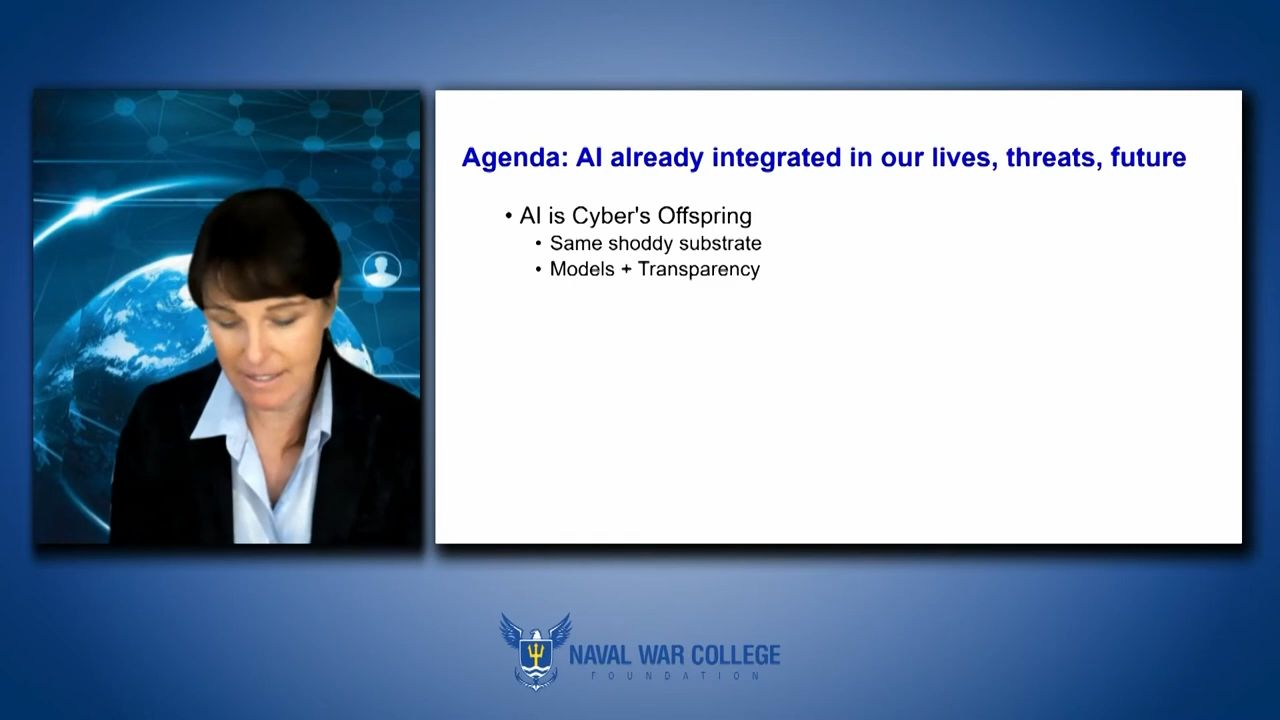 Agenda: AI already integrated in our lives, threats, future
• AI is Cyber's Offspring
• Same shoddy substrate
• Models + Transparency
NAVAL WAR COLLEGE
FOUNDATION